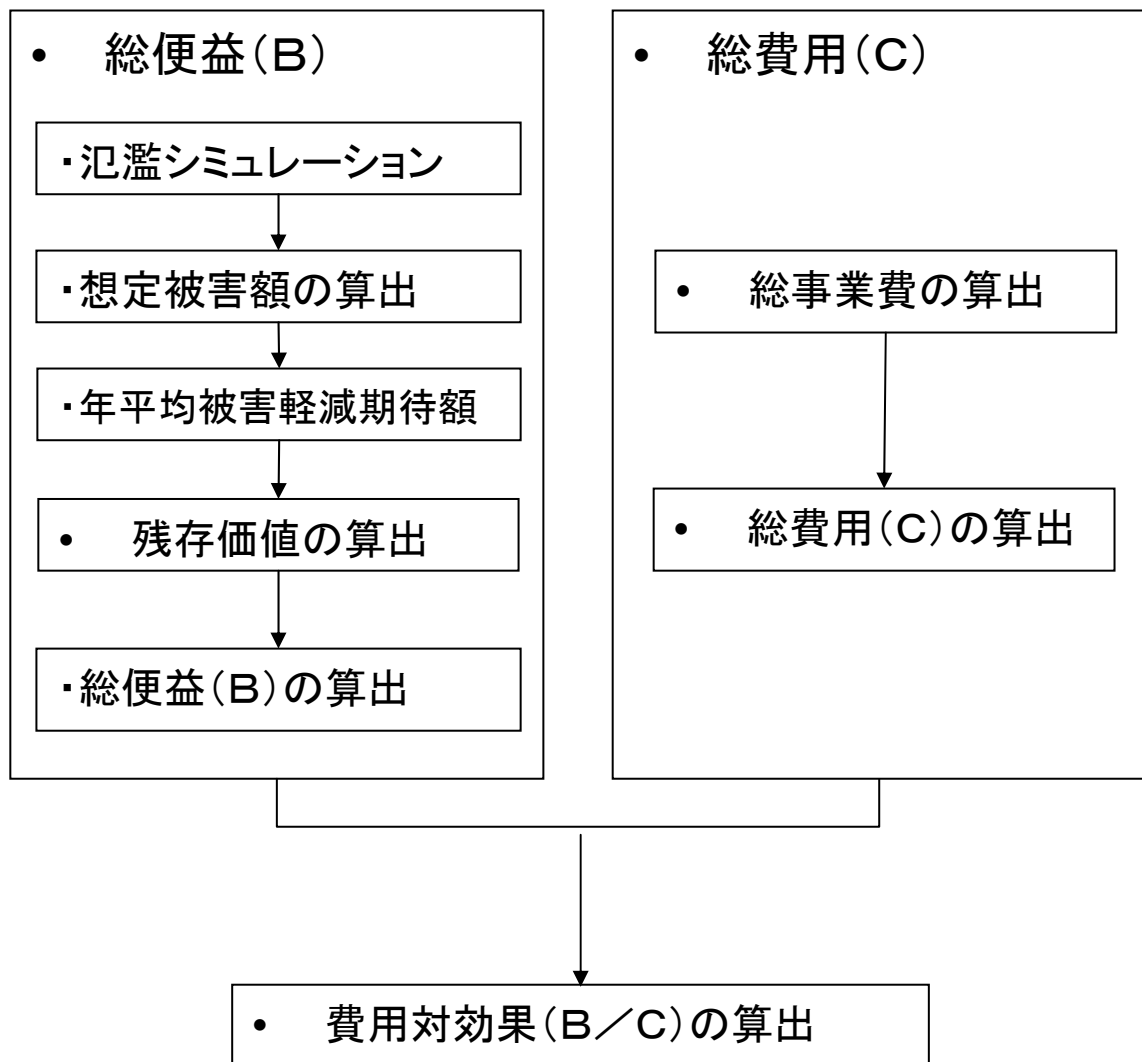 • 総便益(B)
・氾濫シミュレーション
・想定被害額の算出
・年平均被害軽減期待額
• 残存価値の算出
・総便益(B)の算出
• 総費用(C)
• 総事業費の算出
• 総費用(C)の算出
• 費用対効果(B/C)の算出